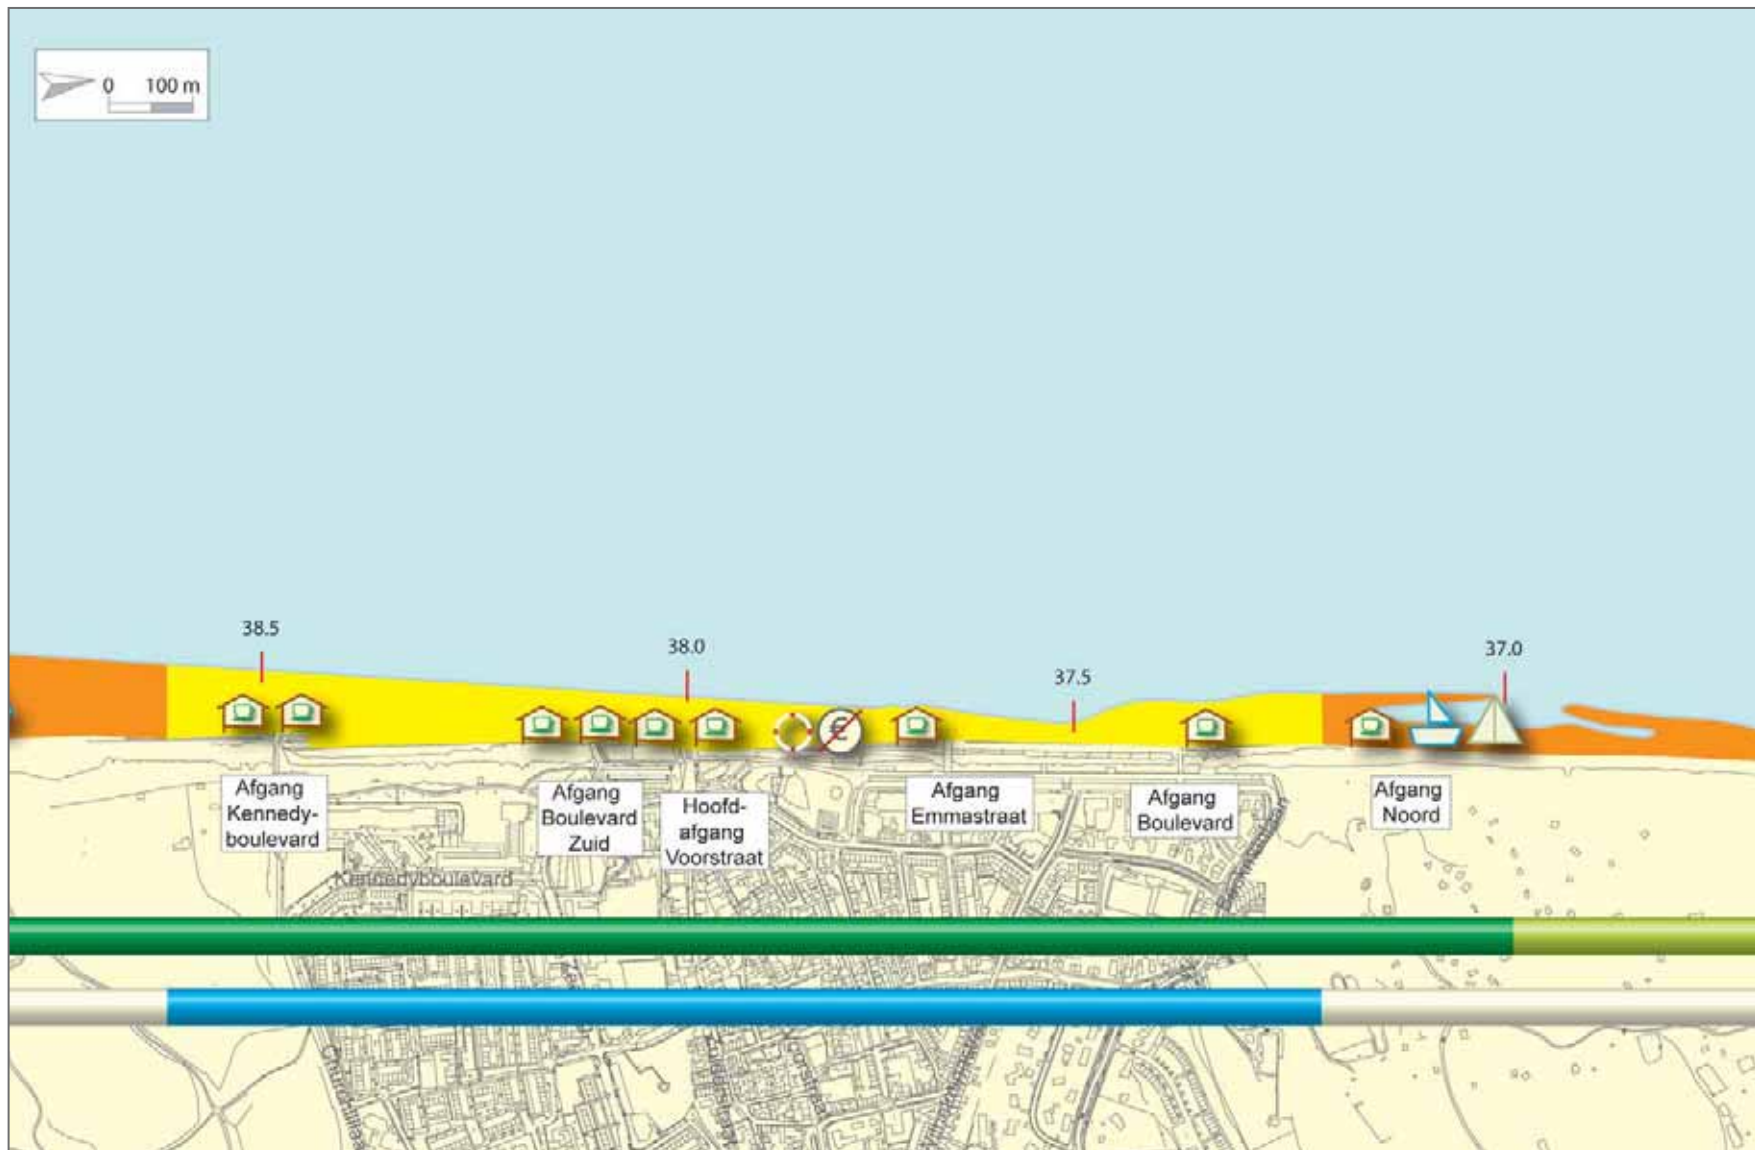 0 100 m
38.5
38.0
37.5
37.0
€
Afgang
Kennedy-
boulevard
Afgang
Boulevard
Zuid
Hoofd-
afgang
Voorstraat
Afgang
Emmastraat
Afgang
Boulevard
Afgang
Noord
Kennedyboulevard